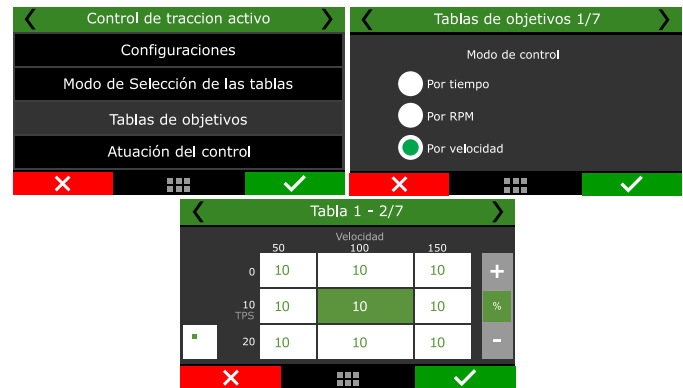 Control de traccion activo
Configuraciones
Modo de Selección de las tablas
Tablas de objetivos
Atuación del control
Tablas de objetivos 1/7
Modo de control
Por tiempo
Por RPM
Por velocidad
Tabla 1 - 2/7
Velocidad
50 100 150
0 10 10 10 +
10 TPS 10 10 10 %
20 10 10 10 -